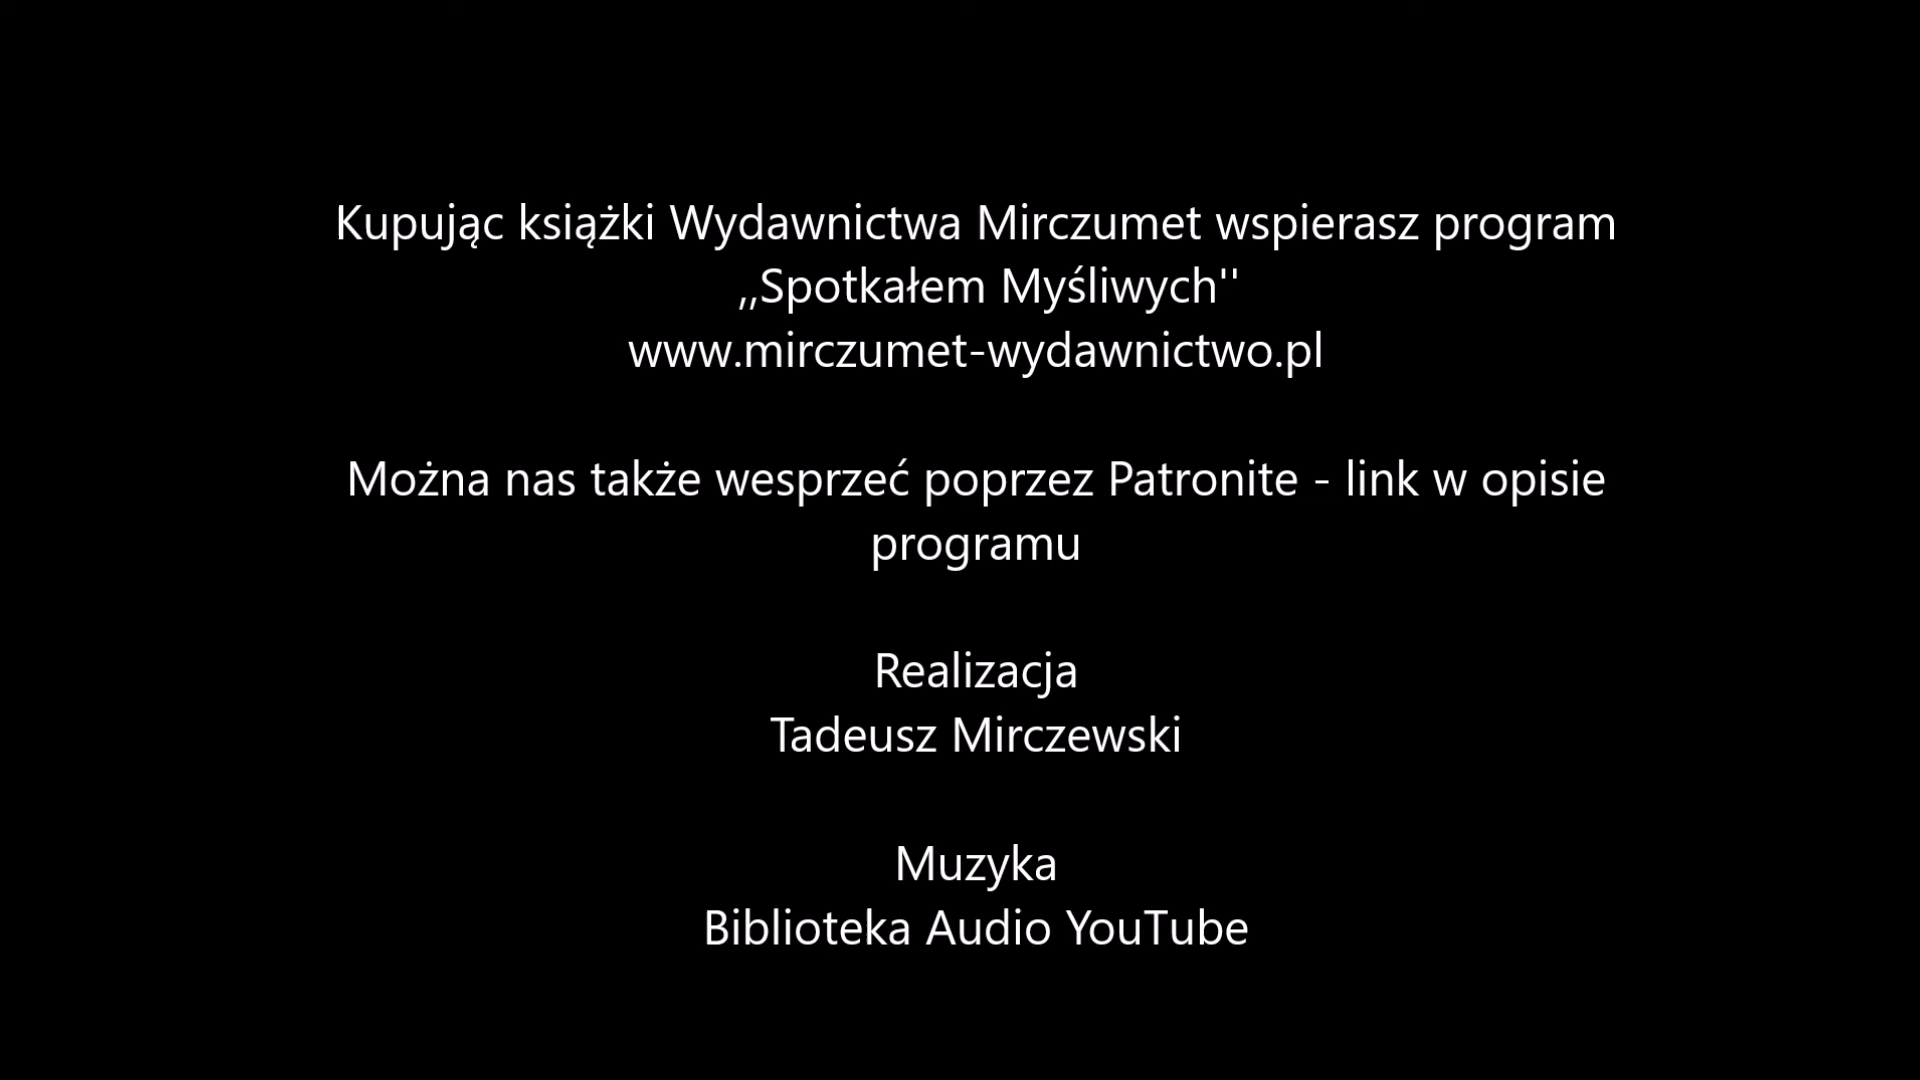 Kupując książki Wydawnictwa Mirczumet wspierasz program
,,Spotkałem Myśliwych''
www.mirczumet-wydawnictwo.pl
Można nas także wesprzeć poprzez Patronite - link w opisie
programu
Realizacja
Tadeusz Mirczewski
Muzyka
Biblioteka Audio YouTube